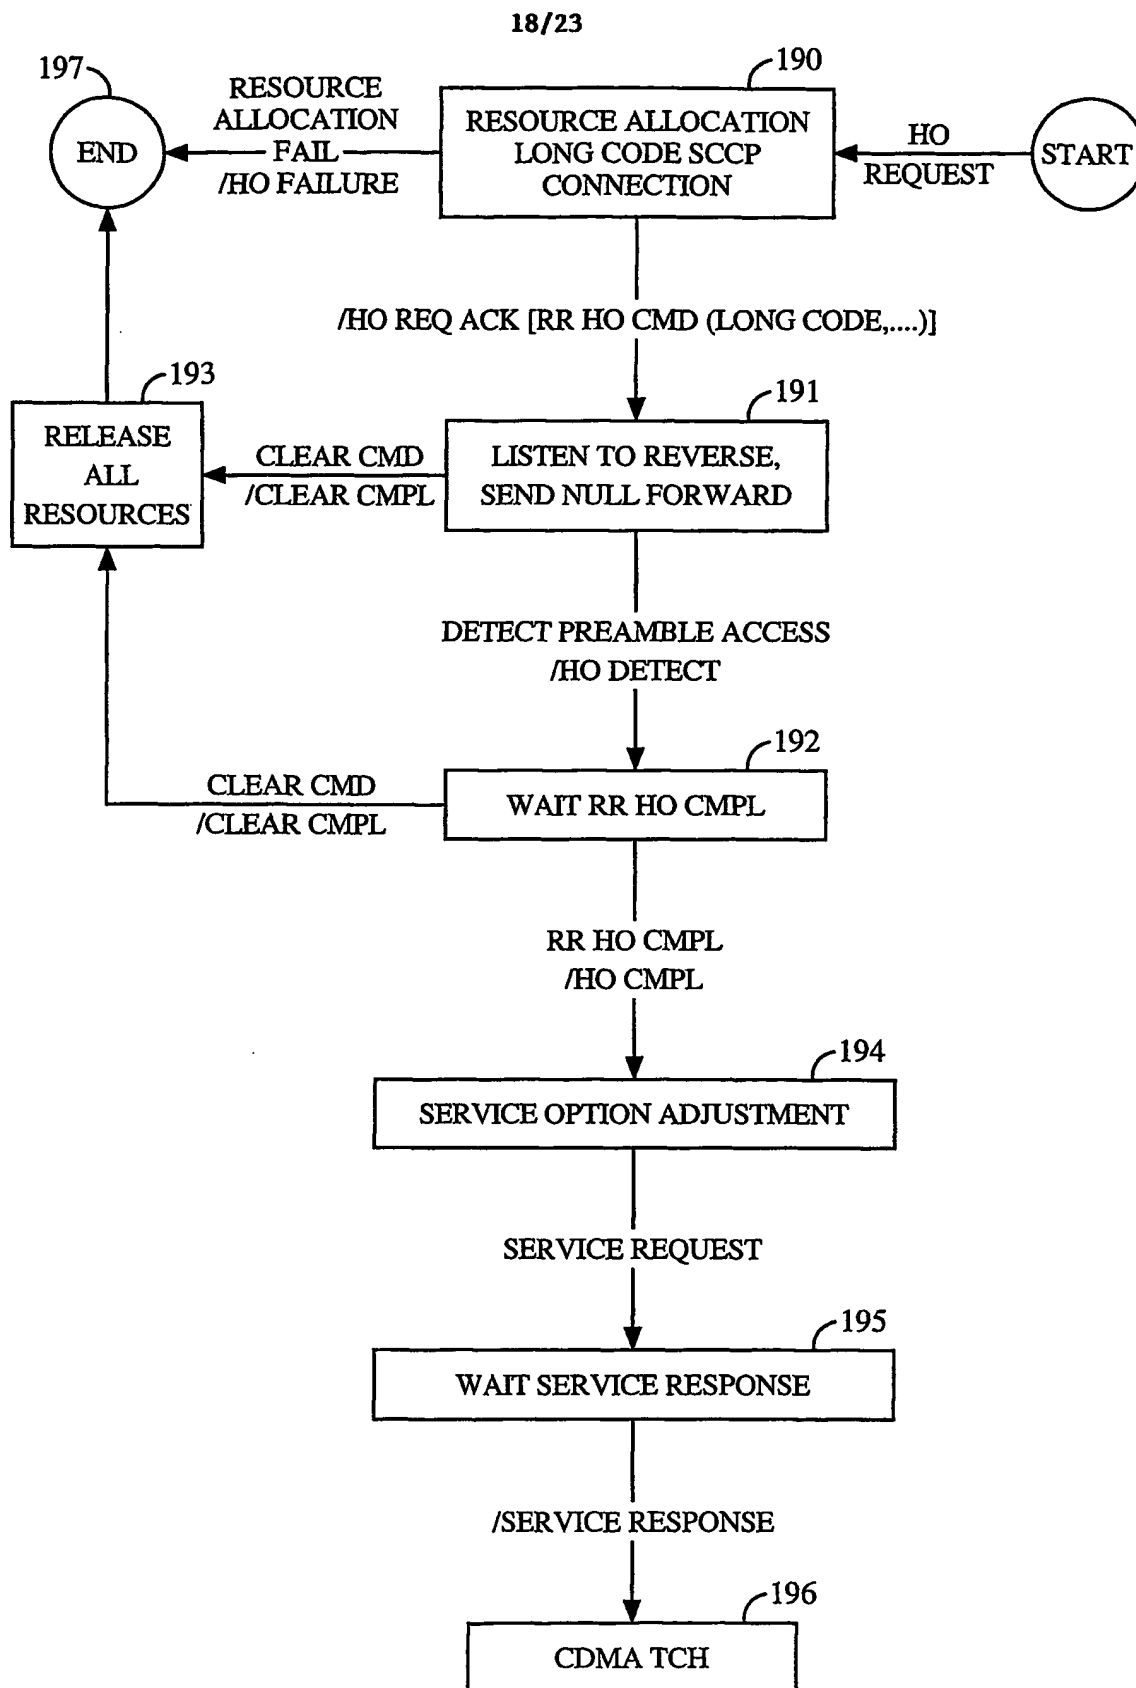 18/23
197
190
RESOURCE
ALLOCATION
FAIL
/HO FAILURE
END
RESOURCE ALLOCATION
LONG CODE SCCP
CONNECTION
HO
REQUEST
START
/HO REQ ACK [RR HO CMD (LONG CODE,....)]
193
191
RELEASE
ALL
RESOURCES
CLEAR CMD
/CLEAR CMPL
LISTEN TO REVERSE,
SEND NULL FORWARD
DETECT PREAMBLE ACCESS
/HO DETECT
192
CLEAR CMD
/CLEAR CMPL
WAIT RR HO CMPL
RR HO CMPL
/HO CMPL
194
SERVICE OPTION ADJUSTMENT
SERVICE REQUEST
195
WAIT SERVICE RESPONSE
/SERVICE RESPONSE
196
CDMA TCH